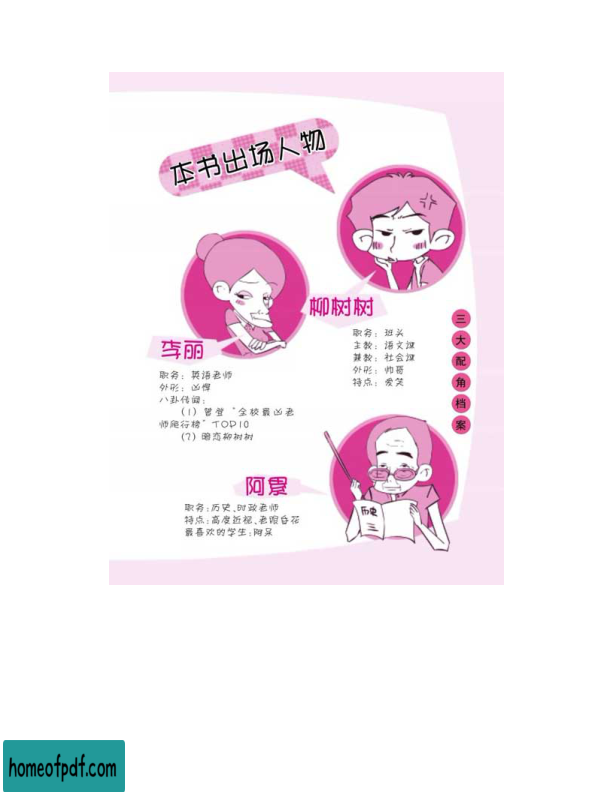 本书出场人物
柳树树
职务：班头
主教：语文课
兼教：社会课
外形：帅哥
特点：爱笑
李丽
职务：英语老师
外形：凶悍
八卦传闻：
（1）曾登“全校最凶老
师爬行榜”TOP10
（2）暗恋柳树树
三大配角档案
阿胃
职务：历史、时政老师
特点：高度近视、老眼昏花
最喜欢的学生：阿呆
历史
homeofpdf.com